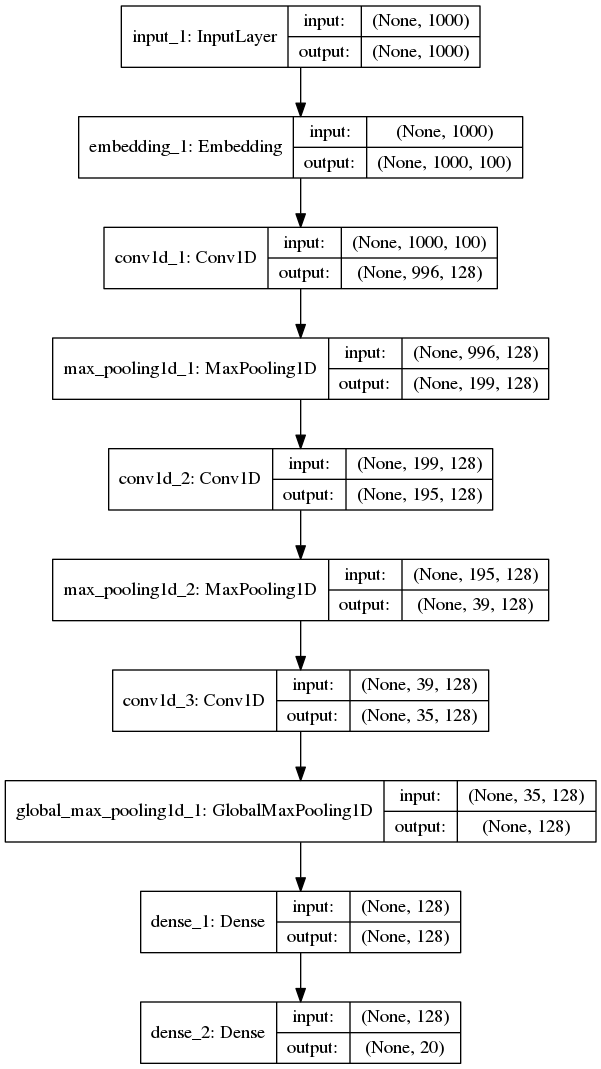 input_1: InputLayer
input: (None, 1000)
output: (None, 1000)
embedding_1: Embedding
input: (None, 1000)
output: (None, 1000, 100)
conv1d_1: Conv1D
input: (None, 1000, 100)
output: (None, 996, 128)
max_pooling1d_1: MaxPooling1D
input: (None, 996, 128)
output: (None, 199, 128)
conv1d_2: Conv1D
input: (None, 199, 128)
output: (None, 195, 128)
max_pooling1d_2: MaxPooling1D
input: (None, 195, 128)
output: (None, 39, 128)
conv1d_3: Conv1D
input: (None, 39, 128)
output: (None, 35, 128)
global_max_pooling1d_1: GlobalMaxPooling1D
input: (None, 35, 128)
output: (None, 128)
dense_1: Dense
input: (None, 128)
output: (None, 128)
dense_2: Dense
input: (None, 128)
output: (None, 20)